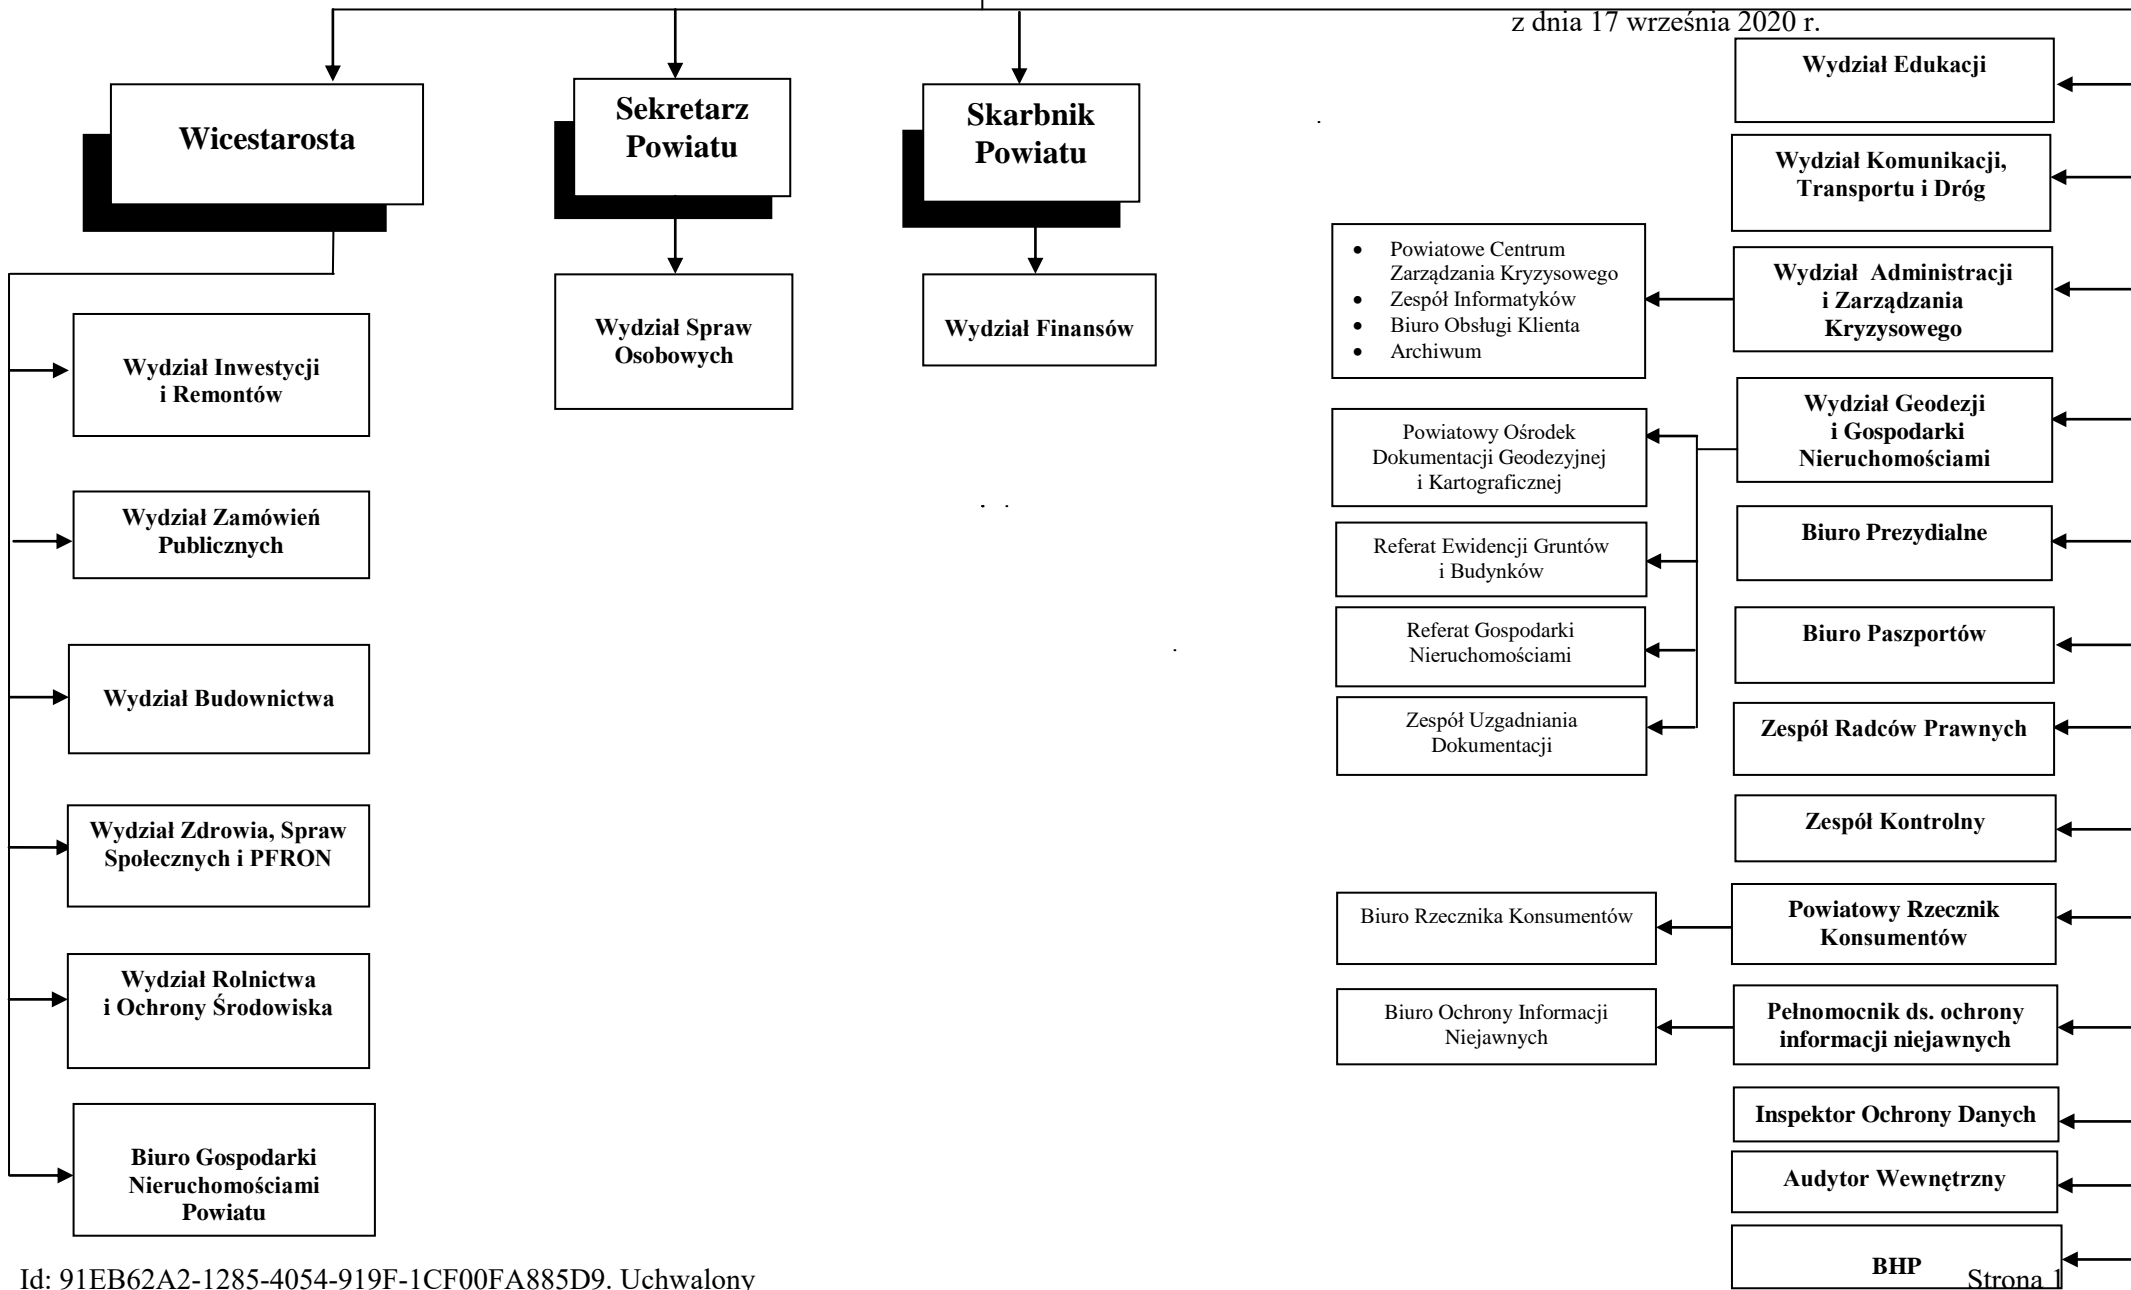 z dnia 17 września 2020 r.
Wicestarosta
Sekretarz
Powiatu
Skarbnik
Powiatu
Wydział Inwestycji
i Remontów
Wydział Zamówień
Publicznych
Wydział Budownictwa
Wydział Zdrowia, Spraw
Społecznych i PFRON
Wydział Rolnictwa
i Ochrony Środowiska
Biuro Gospodarki
Nieruchomościami
Powiatu
Wydział Spraw
Osobowych
Wydział Finansów
• Powiatowe Centrum
Zarządzania Kryzysowego
• Zespół Informatyków
• Biuro Obsługi Klienta
• Archiwum
Powiatowy Ośrodek
Dokumentacji Geodezyjnej
i Kartograficznej
Referat Ewidencji Gruntów
i Budynków
Referat Gospodarki
Nieruchomościami
Zespół Uzgadniania
Dokumentacji
Biuro Rzecznika Konsumentów
Biuro Ochrony Informacji
Niejawnych
Wydział Edukacji
Wydział Komunikacji,
Transportu i Dróg
Wydział Administracji
i Zarządzania
Kryzysowego
Wydział Geodezji
i Gospodarki
Nieruchomościami
Biuro Prezydialne
Biuro Paszportów
Zespół Radców Prawnych
Zespół Kontrolny
Powiatowy Rzecznik
Konsumentów
Pełnomocnik ds. ochrony
informacji niejawnych
Inspektor Ochrony Danych
Audytor Wewnętrzny
BHP
Id: 91EB62A2-1285-4054-919F-1CF00FA885D9. Uchwalony
Strona 1